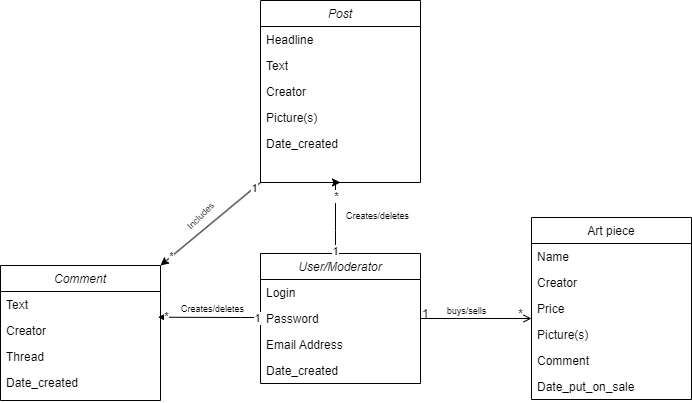 Post
Headline
Text
Creator
Picture(s)
Date_created
1
*
Includes
Creates/deletes
*
1
Comment
Text
Creator
Thread
Date_created
*
Creates/deletes
1
User/Moderator
Login
Password
Email Address
Date_created
1
buys/sells
*
Art piece
Name
Creator
Price
Picture(s)
Comment
Date_put_on_sale